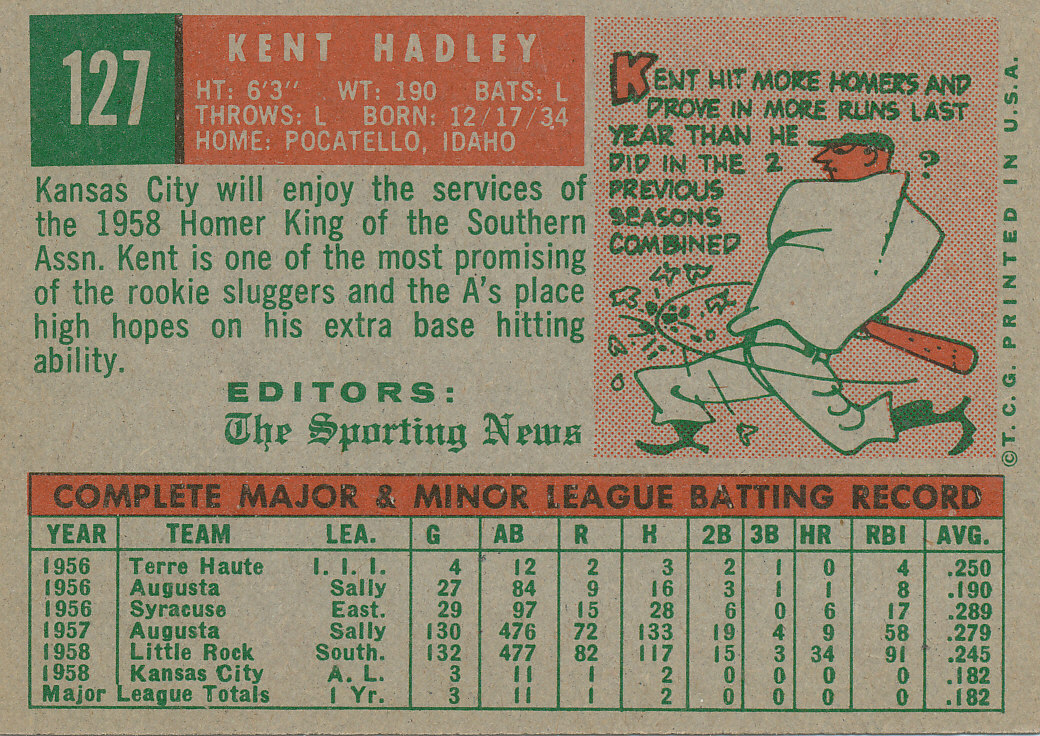 127
KENT HADLEY
HT: 6'3" WT: 190 BATS: L
THROWS: L BORN: 12/17/34
HOME: POCATELLO, IDAHO
Kansas City will enjoy the services of
the 1958 Homer King of the Southern
Assn. Kent is one of the most promising
of the rookie sluggers and the A's place
high hopes on his extra base hitting
ability.
EDITORS:
The Sporting News
KENT HIT MORE HOMERS AND
DROVE IN MORE RUNS LAST
YEAR THAN HE
DID IN THE 2
PREVIOUS
SEASONS
COMBINED
?
©T.C.G. PRINTED IN U.S.A.
COMPLETE MAJOR & MINOR LEAGUE BATTING RECORD
YEAR TEAM LEA. G AB R H 2B 3B HR RBI AVG.
1956 Terre Haute I. I. I. 4 12 2 3 2 1 0 4 .250
1956 Augusta Sally 27 84 9 16 3 1 1 8 .190
1956 Syracuse East. 29 97 15 28 6 0 6 17 .289
1957 Augusta Sally 130 476 72 133 19 4 9 58 .279
1958 Little Rock South. 132 477 82 117 15 3 34 91 .245
1958 Kansas City A. L. 3 11 1 2 0 0 0 0 .182
Major League Totals 1 Yr. 3 11 1 2 0 0 0 0 .182